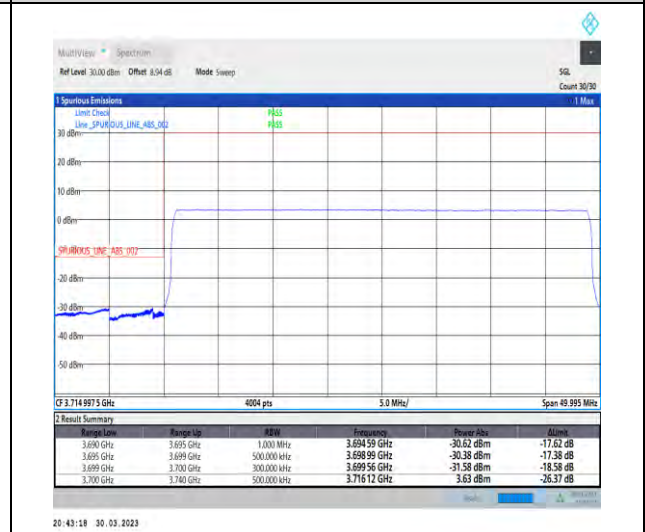 MultiView Spectrum
Ref Level 30.00 dBm Offset 8.94 dB Mode Sweep SGL
Count 30/30
1 Spurious Emissions 1 Max
Limit Check PASS
Line _SPURIOUS_LINE_ABS_002 PASS
30 dBm
20 dBm
10 dBm
0 dBm
SPURIOUS_LINE_ABS_002
-20 dBm
-30 dBm
-40 dBm
-50 dBm
CF 3.714 997 5 GHz 4004 pts 5.0 MHz/ Span 49.995 MHz
2 Result Summary
Range Low Range Up RBW Frequency Power Abs ΔLimit
3.690 GHz 3.695 GHz 1.000 MHz 3.694 59 GHz -30.62 dBm -17.62 dB
3.695 GHz 3.699 GHz 500.000 kHz 3.698 99 GHz -30.38 dBm -17.38 dB
3.699 GHz 3.700 GHz 300.000 kHz 3.699 56 GHz -31.58 dBm -18.58 dB
3.700 GHz 3.740 GHz 500.000 kHz 3.716 12 GHz 3.63 dBm -26.37 dB
20:43:18 30.03.2023